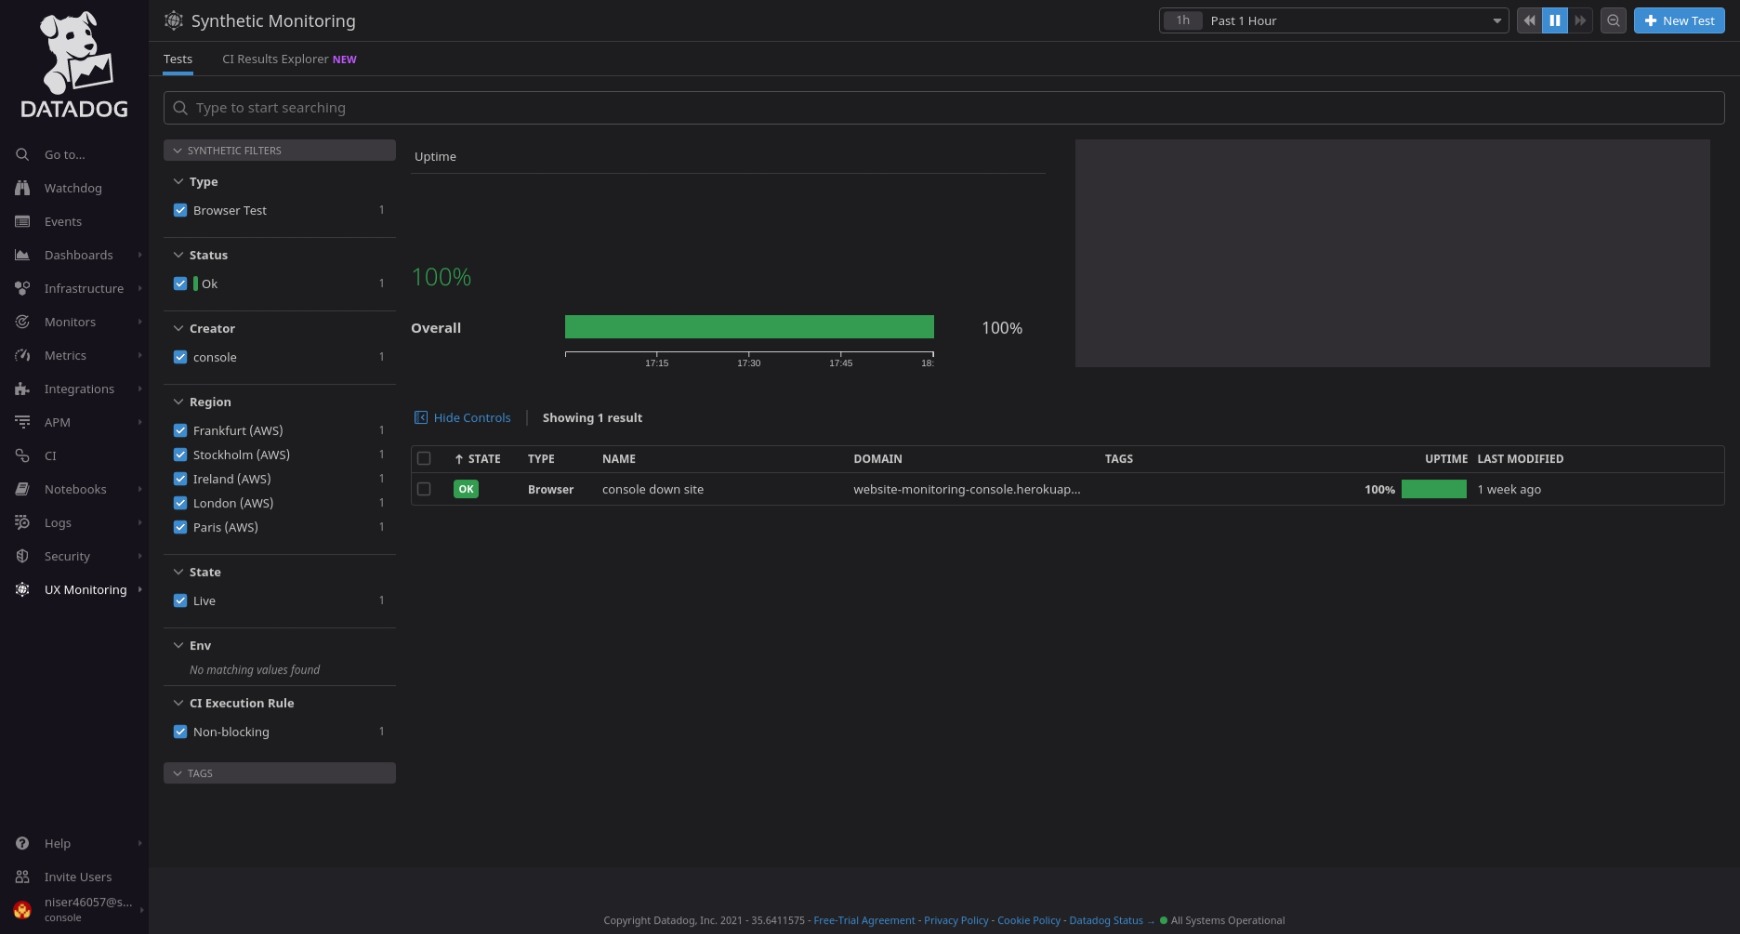 DATADOG
Go to...
Watchdog
Events
Dashboards
Infrastructure
Monitors
Metrics
Integrations
APM
CI
Notebooks
Logs
Security
UX Monitoring
Help
Invite Users
niser46057@s...
console
Synthetic Monitoring
1h Past 1 Hour
New Test
Tests CI Results Explorer NEW
Type to start searching
SYNTHETIC FILTERS
Type
Browser Test 1
Status
Ok 1
Creator
console 1
Region
Frankfurt (AWS) 1
Stockholm (AWS) 1
Ireland (AWS) 1
London (AWS) 1
Paris (AWS) 1
State
Live 1
Env
No matching values found
CI Execution Rule
Non-blocking 1
TAGS
Uptime
100%
Overall 100%
17:15 17:30 17:45 18:
Hide Controls Showing 1 result
STATE TYPE NAME DOMAIN TAGS UPTIME LAST MODIFIED
OK Browser console down site website-monitoring-console.herokuap... 100% 1 week ago
Copyright Datadog, Inc. 2021 - 35.6411575 - Free-Trial Agreement - Privacy Policy - Cookie Policy - Datadog Status → All Systems Operational